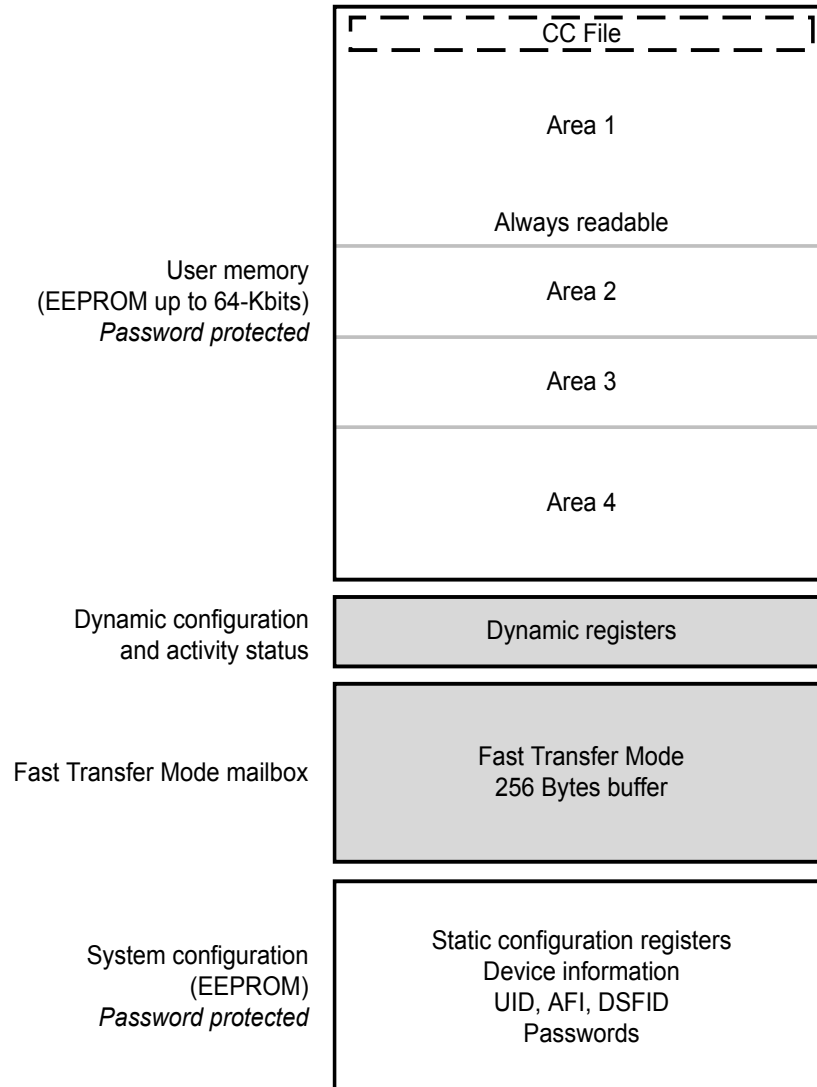 CC File
Area 1
Always readable
User memory
(EEPROM up to 64-Kbits)
Password protected
Area 2
Area 3
Area 4
Dynamic configuration
and activity status
Dynamic registers
Fast Transfer Mode mailbox
Fast Transfer Mode
256 Bytes buffer
System configuration
(EEPROM)
Password protected
Static configuration registers
Device information
UID, AFI, DSFID
Passwords